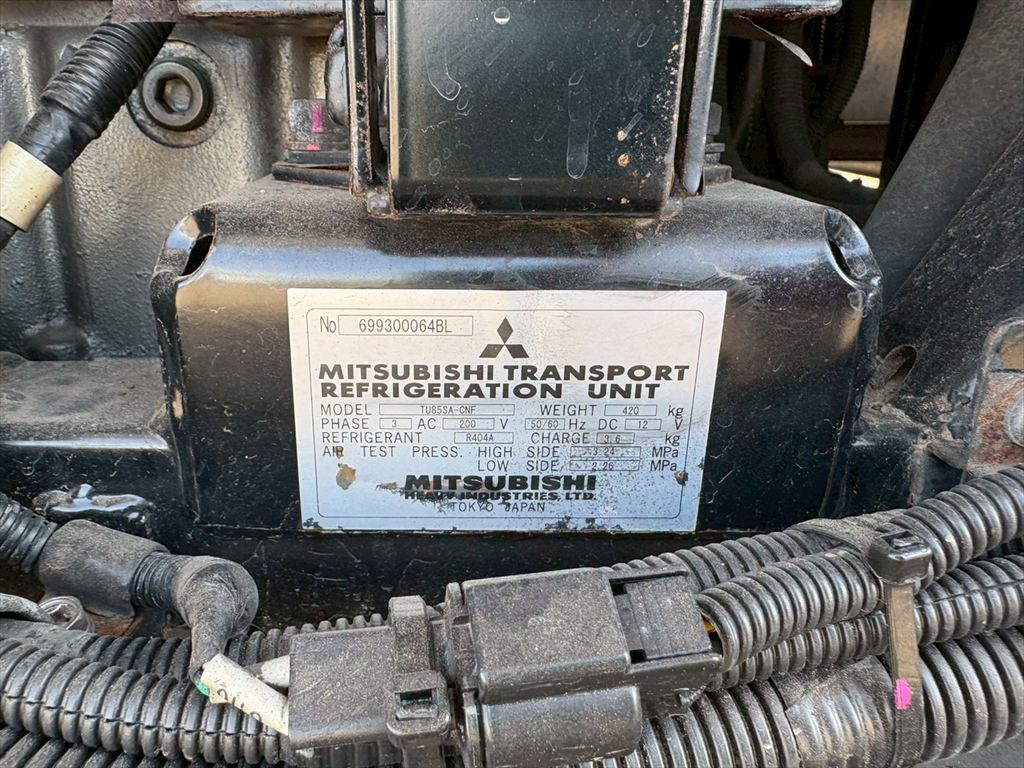 No 699300064BL
MITSUBISHI TRANSPORT
REFRIGERATION UNIT
MODEL TU85SA-CNF WEIGHT 420 kg
PHASE 3 AC 200 V 50/60 Hz DC 12 V
REFRIGERANT R404A CHARGE 3.6 kg
AIR TEST PRESS. HIGH SIDE 3.24 MPa
LOW SIDE 2.26 MPa
MITSUBISHI
HEAVY INDUSTRIES, LTD.
TOKYO JAPAN